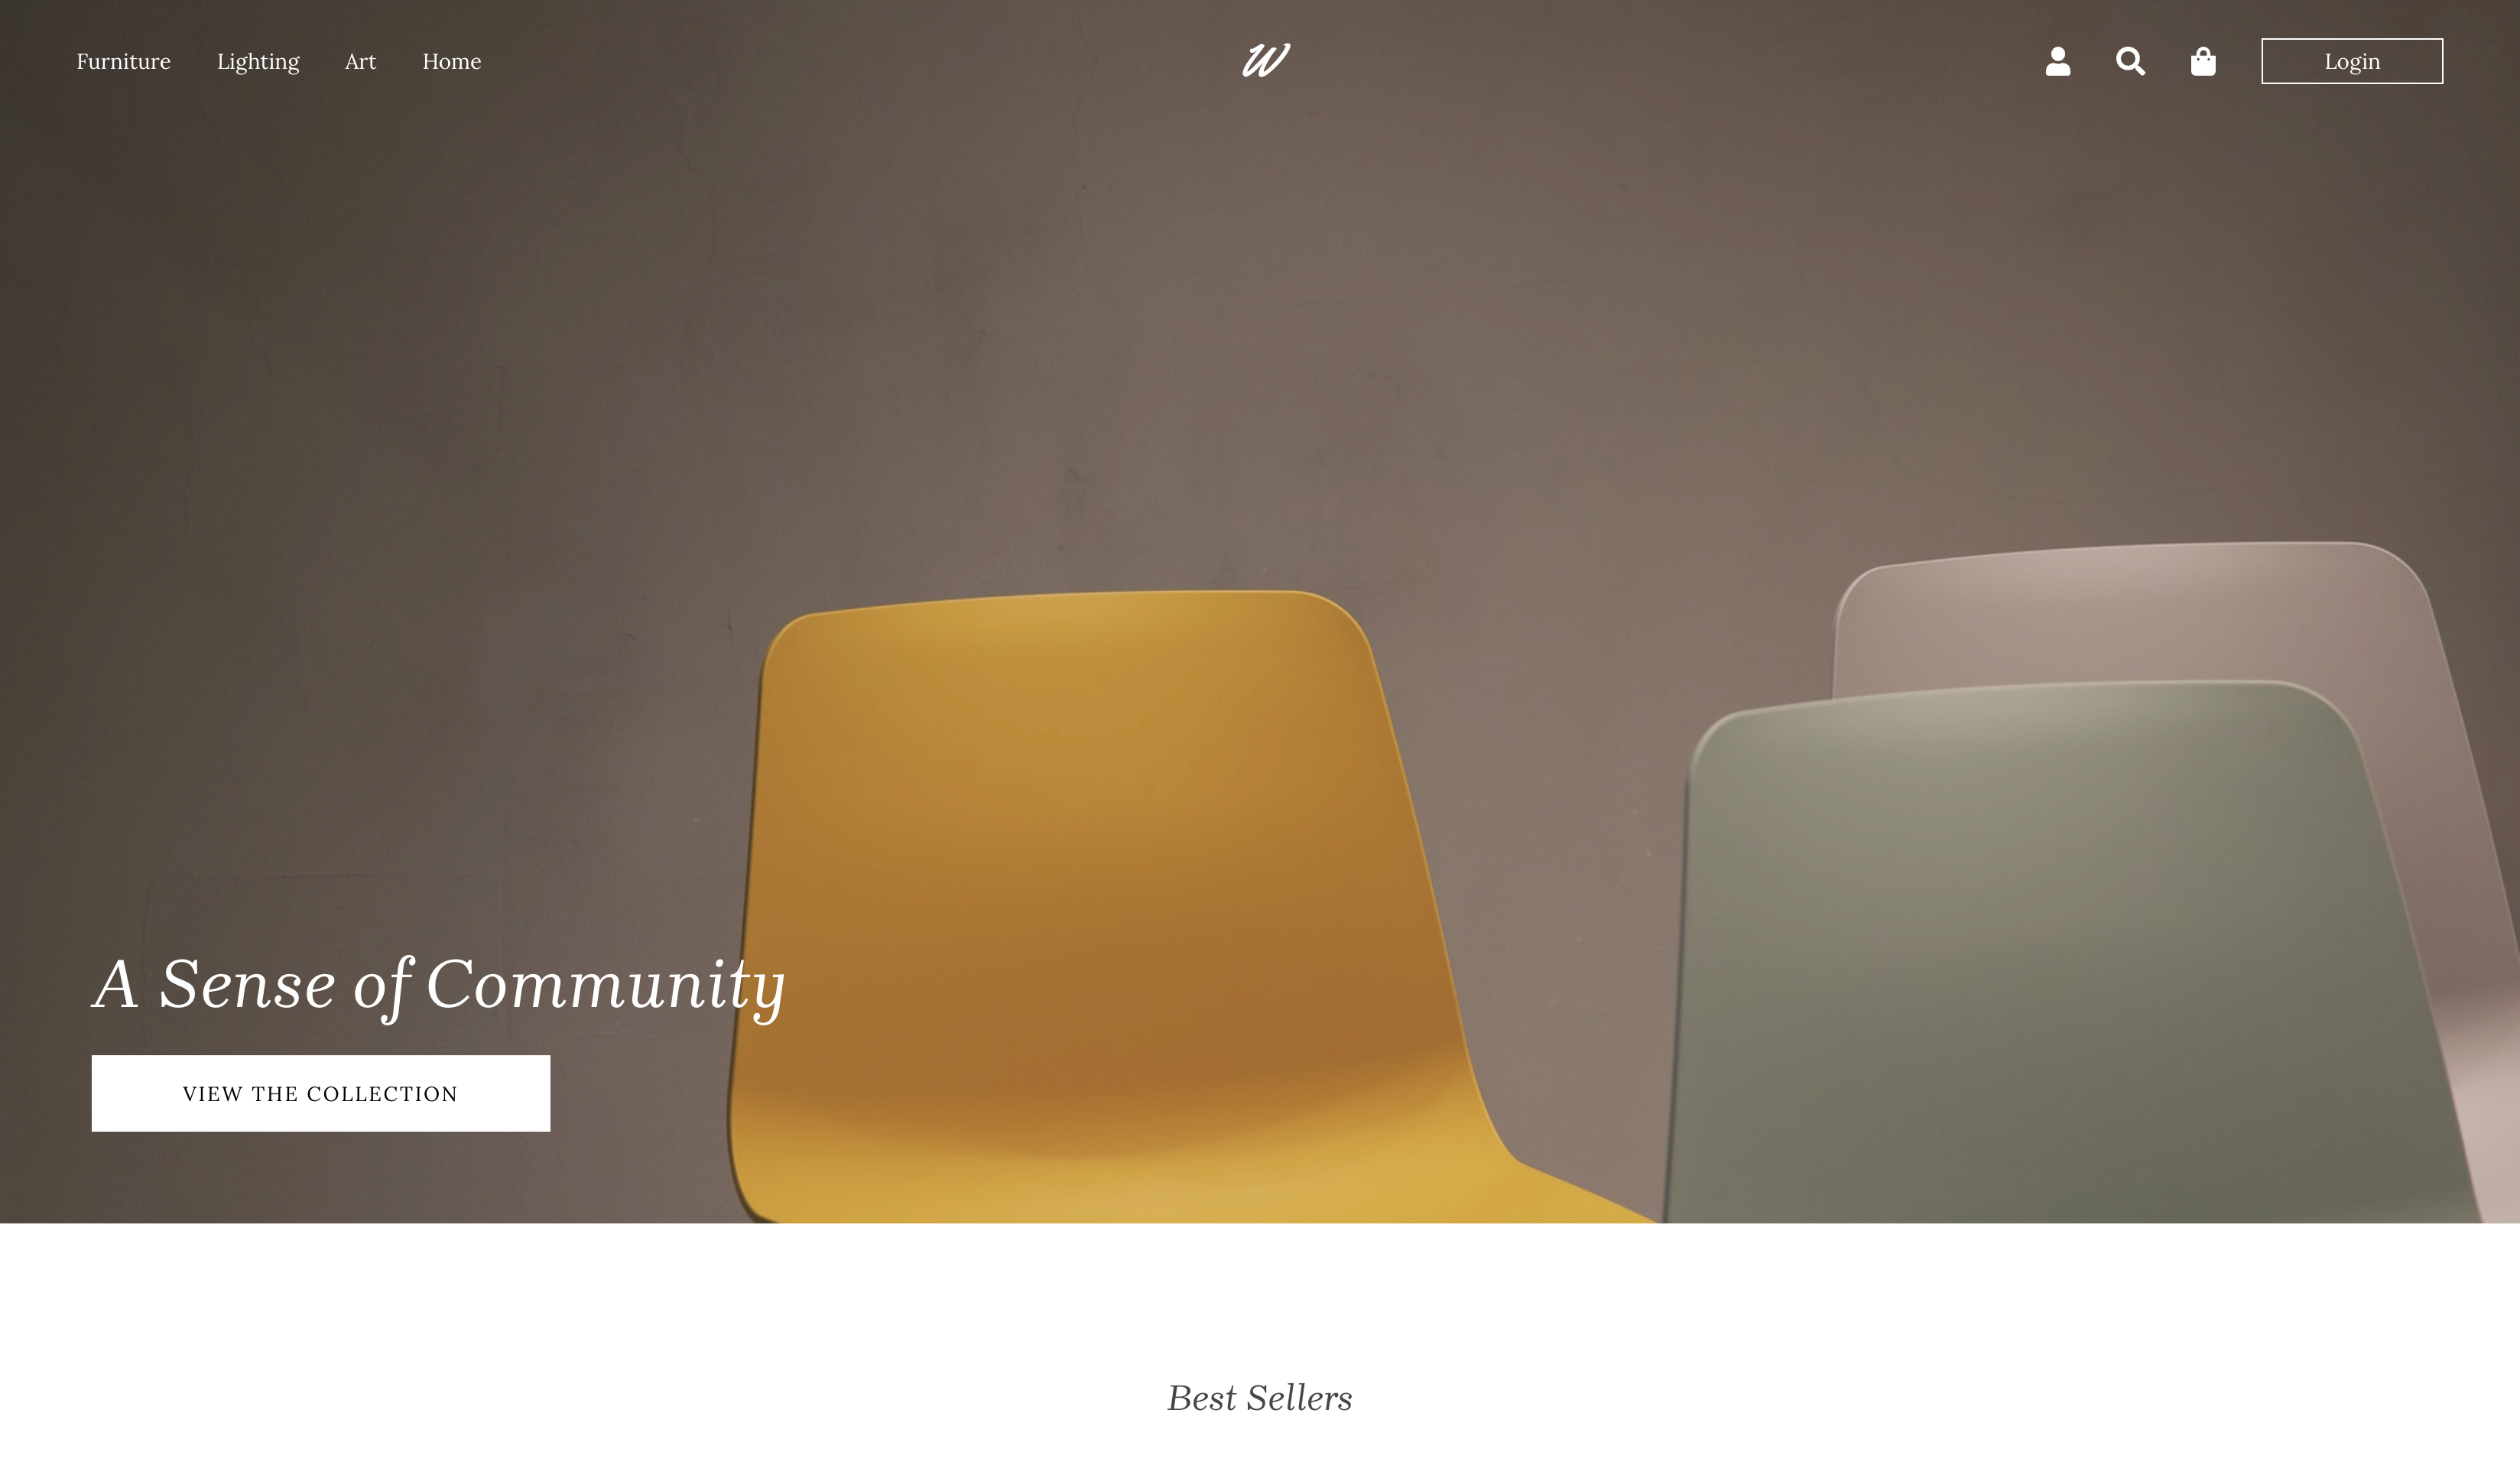 Furniture Lighting Art Home W Login
A Sense of Community
VIEW THE COLLECTION
Best Sellers